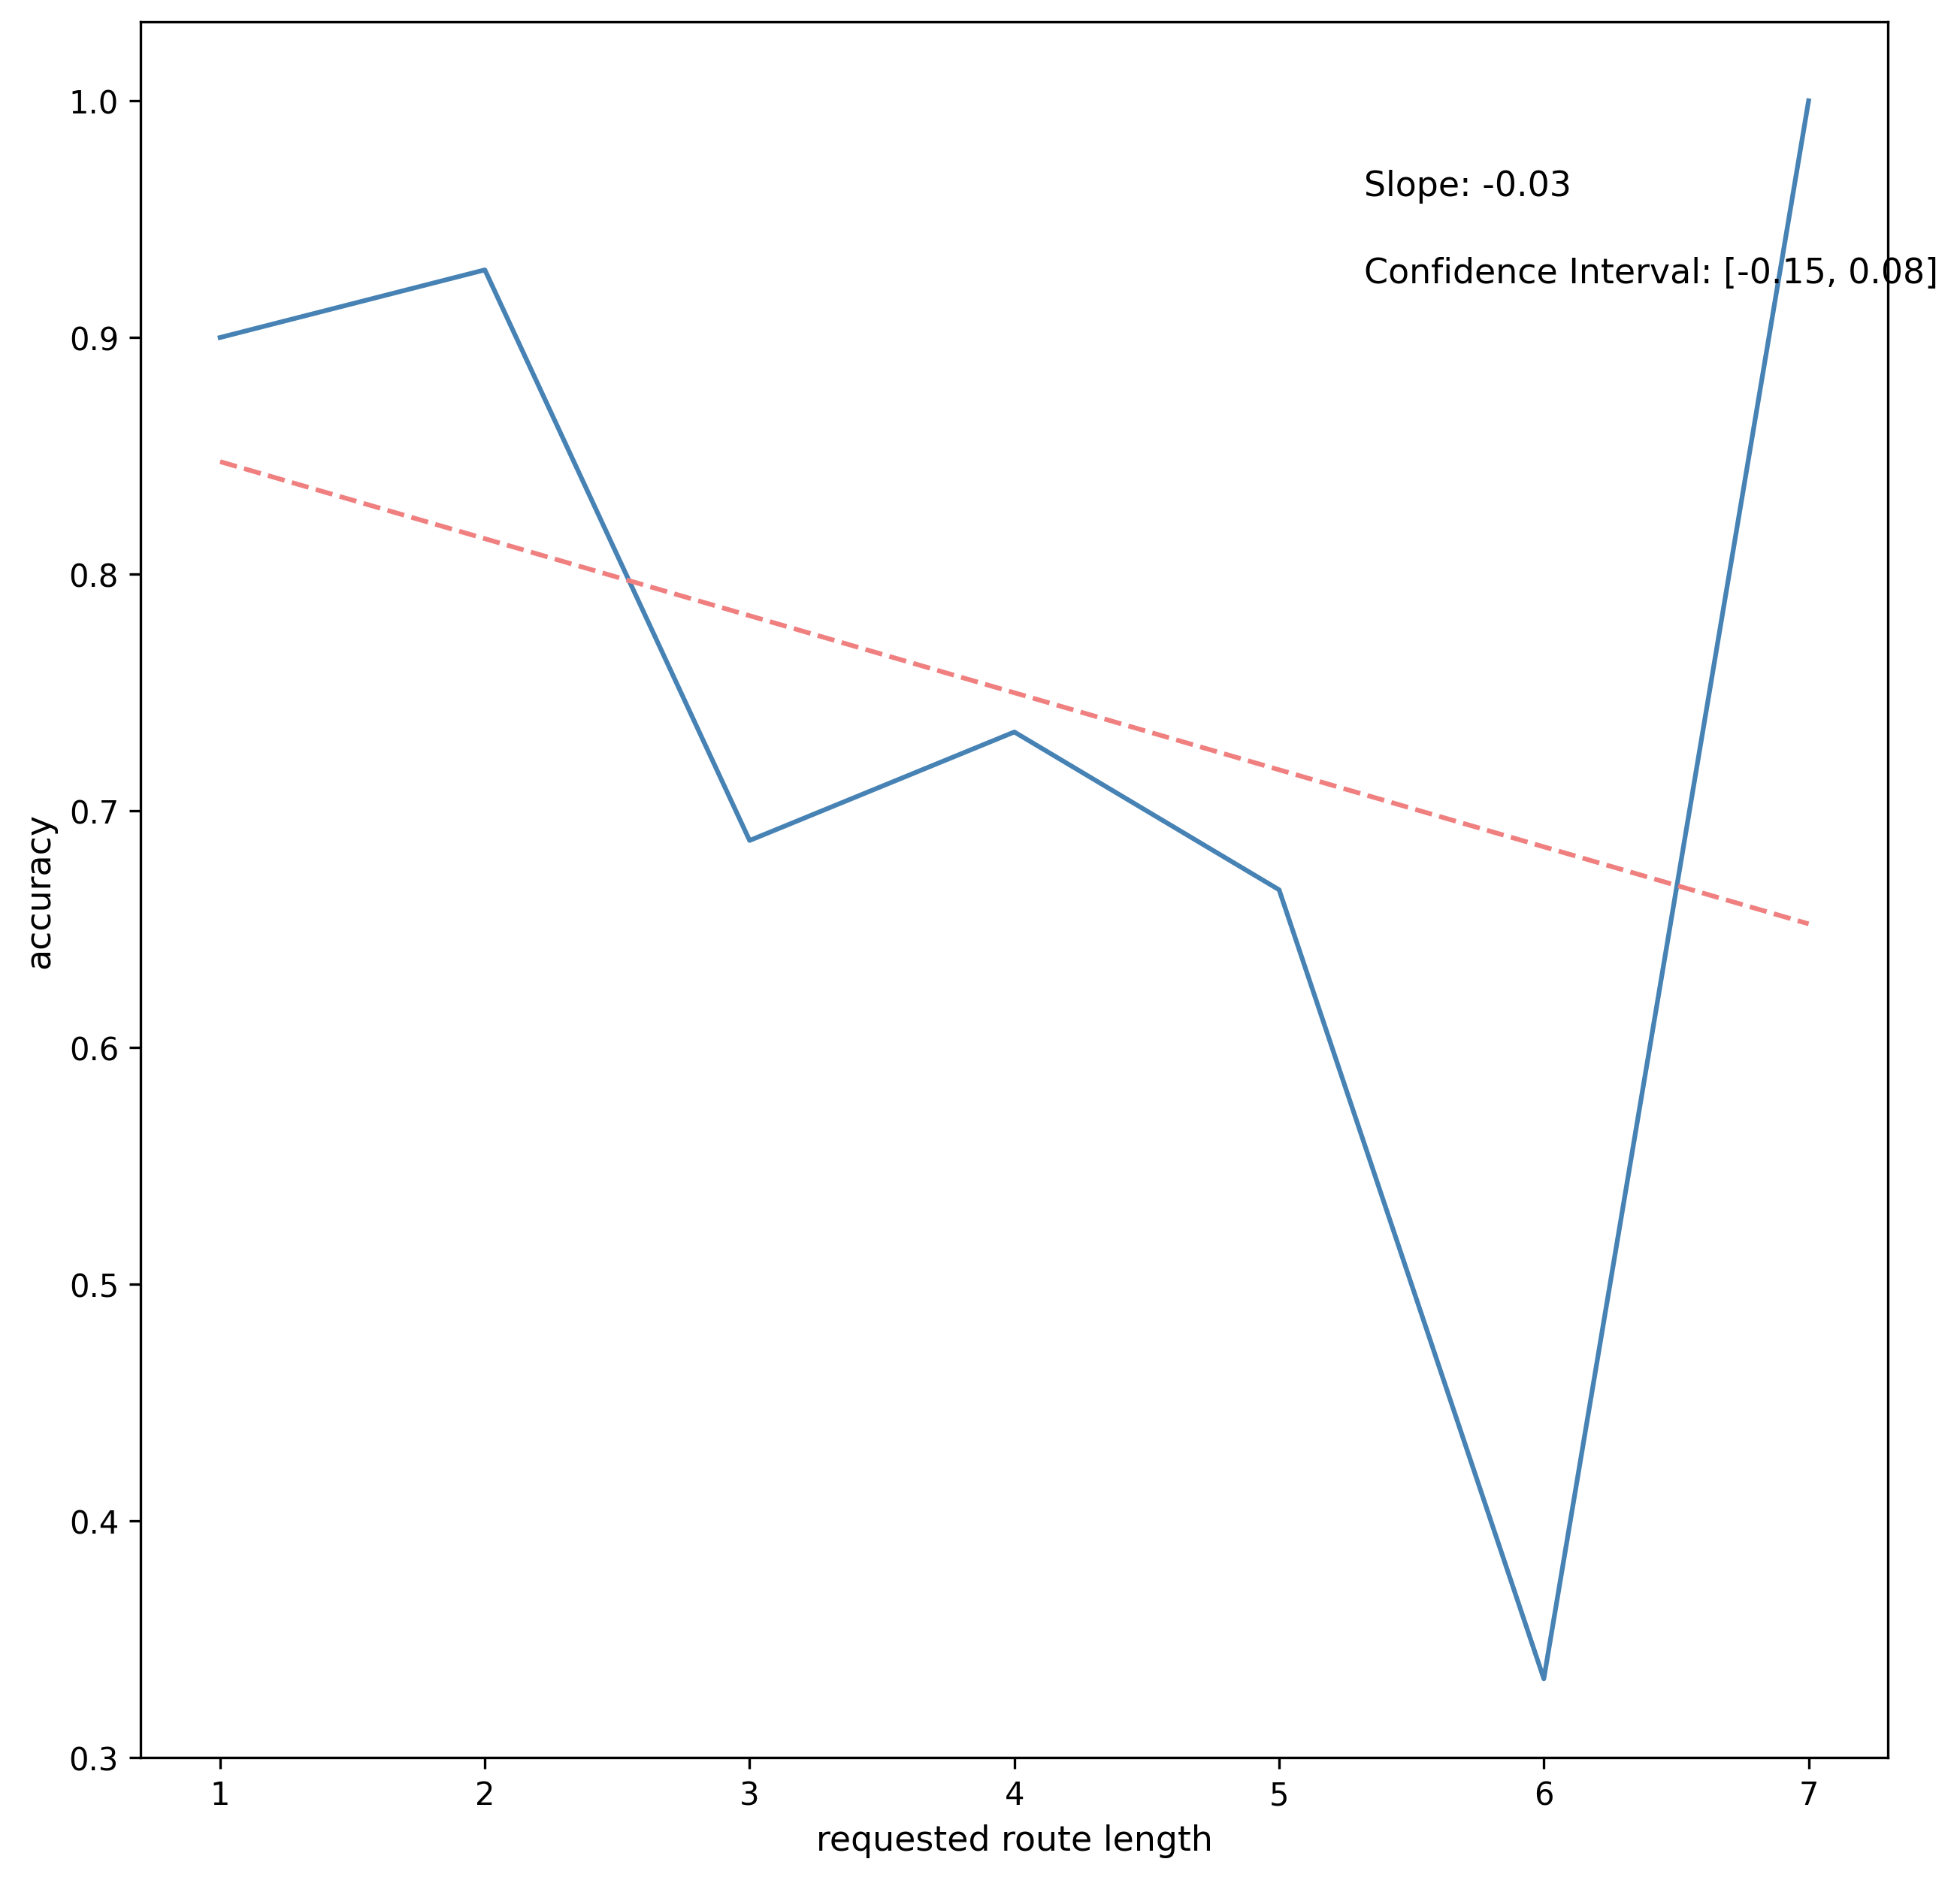 1.0
0.9
0.8
0.7
0.6
0.5
0.4
0.3
accuracy
Slope: -0.03
Confidence Interval: [-0.15, 0.08]
1 2 3 4 5 6 7
requested route length